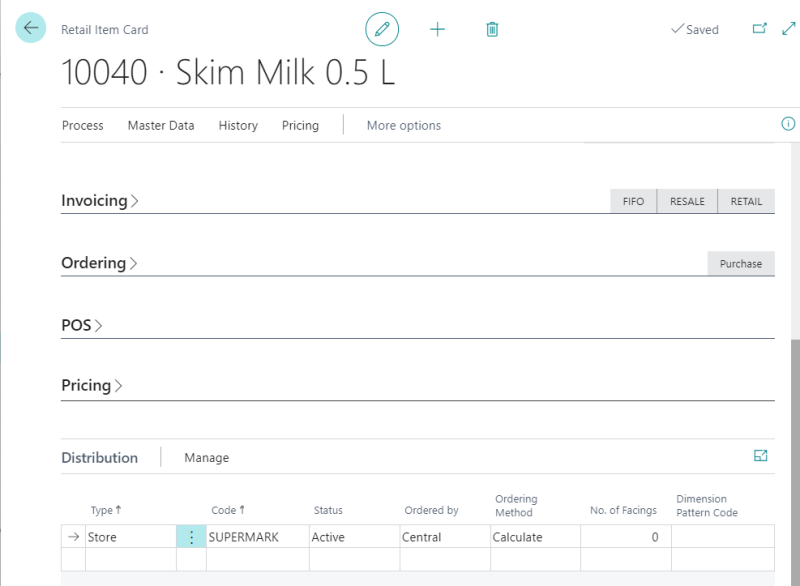 Retail Item Card
Saved
10040 · Skim Milk 0.5 L
Process Master Data History Pricing More options
Invoicing
FIFO RESALE RETAIL
Ordering
Purchase
POS
Pricing
Distribution Manage
Type Code Status Ordered by Ordering Method No. of Facings Dimension Pattern Code
Store SUPERMARK Active Central Calculate 0